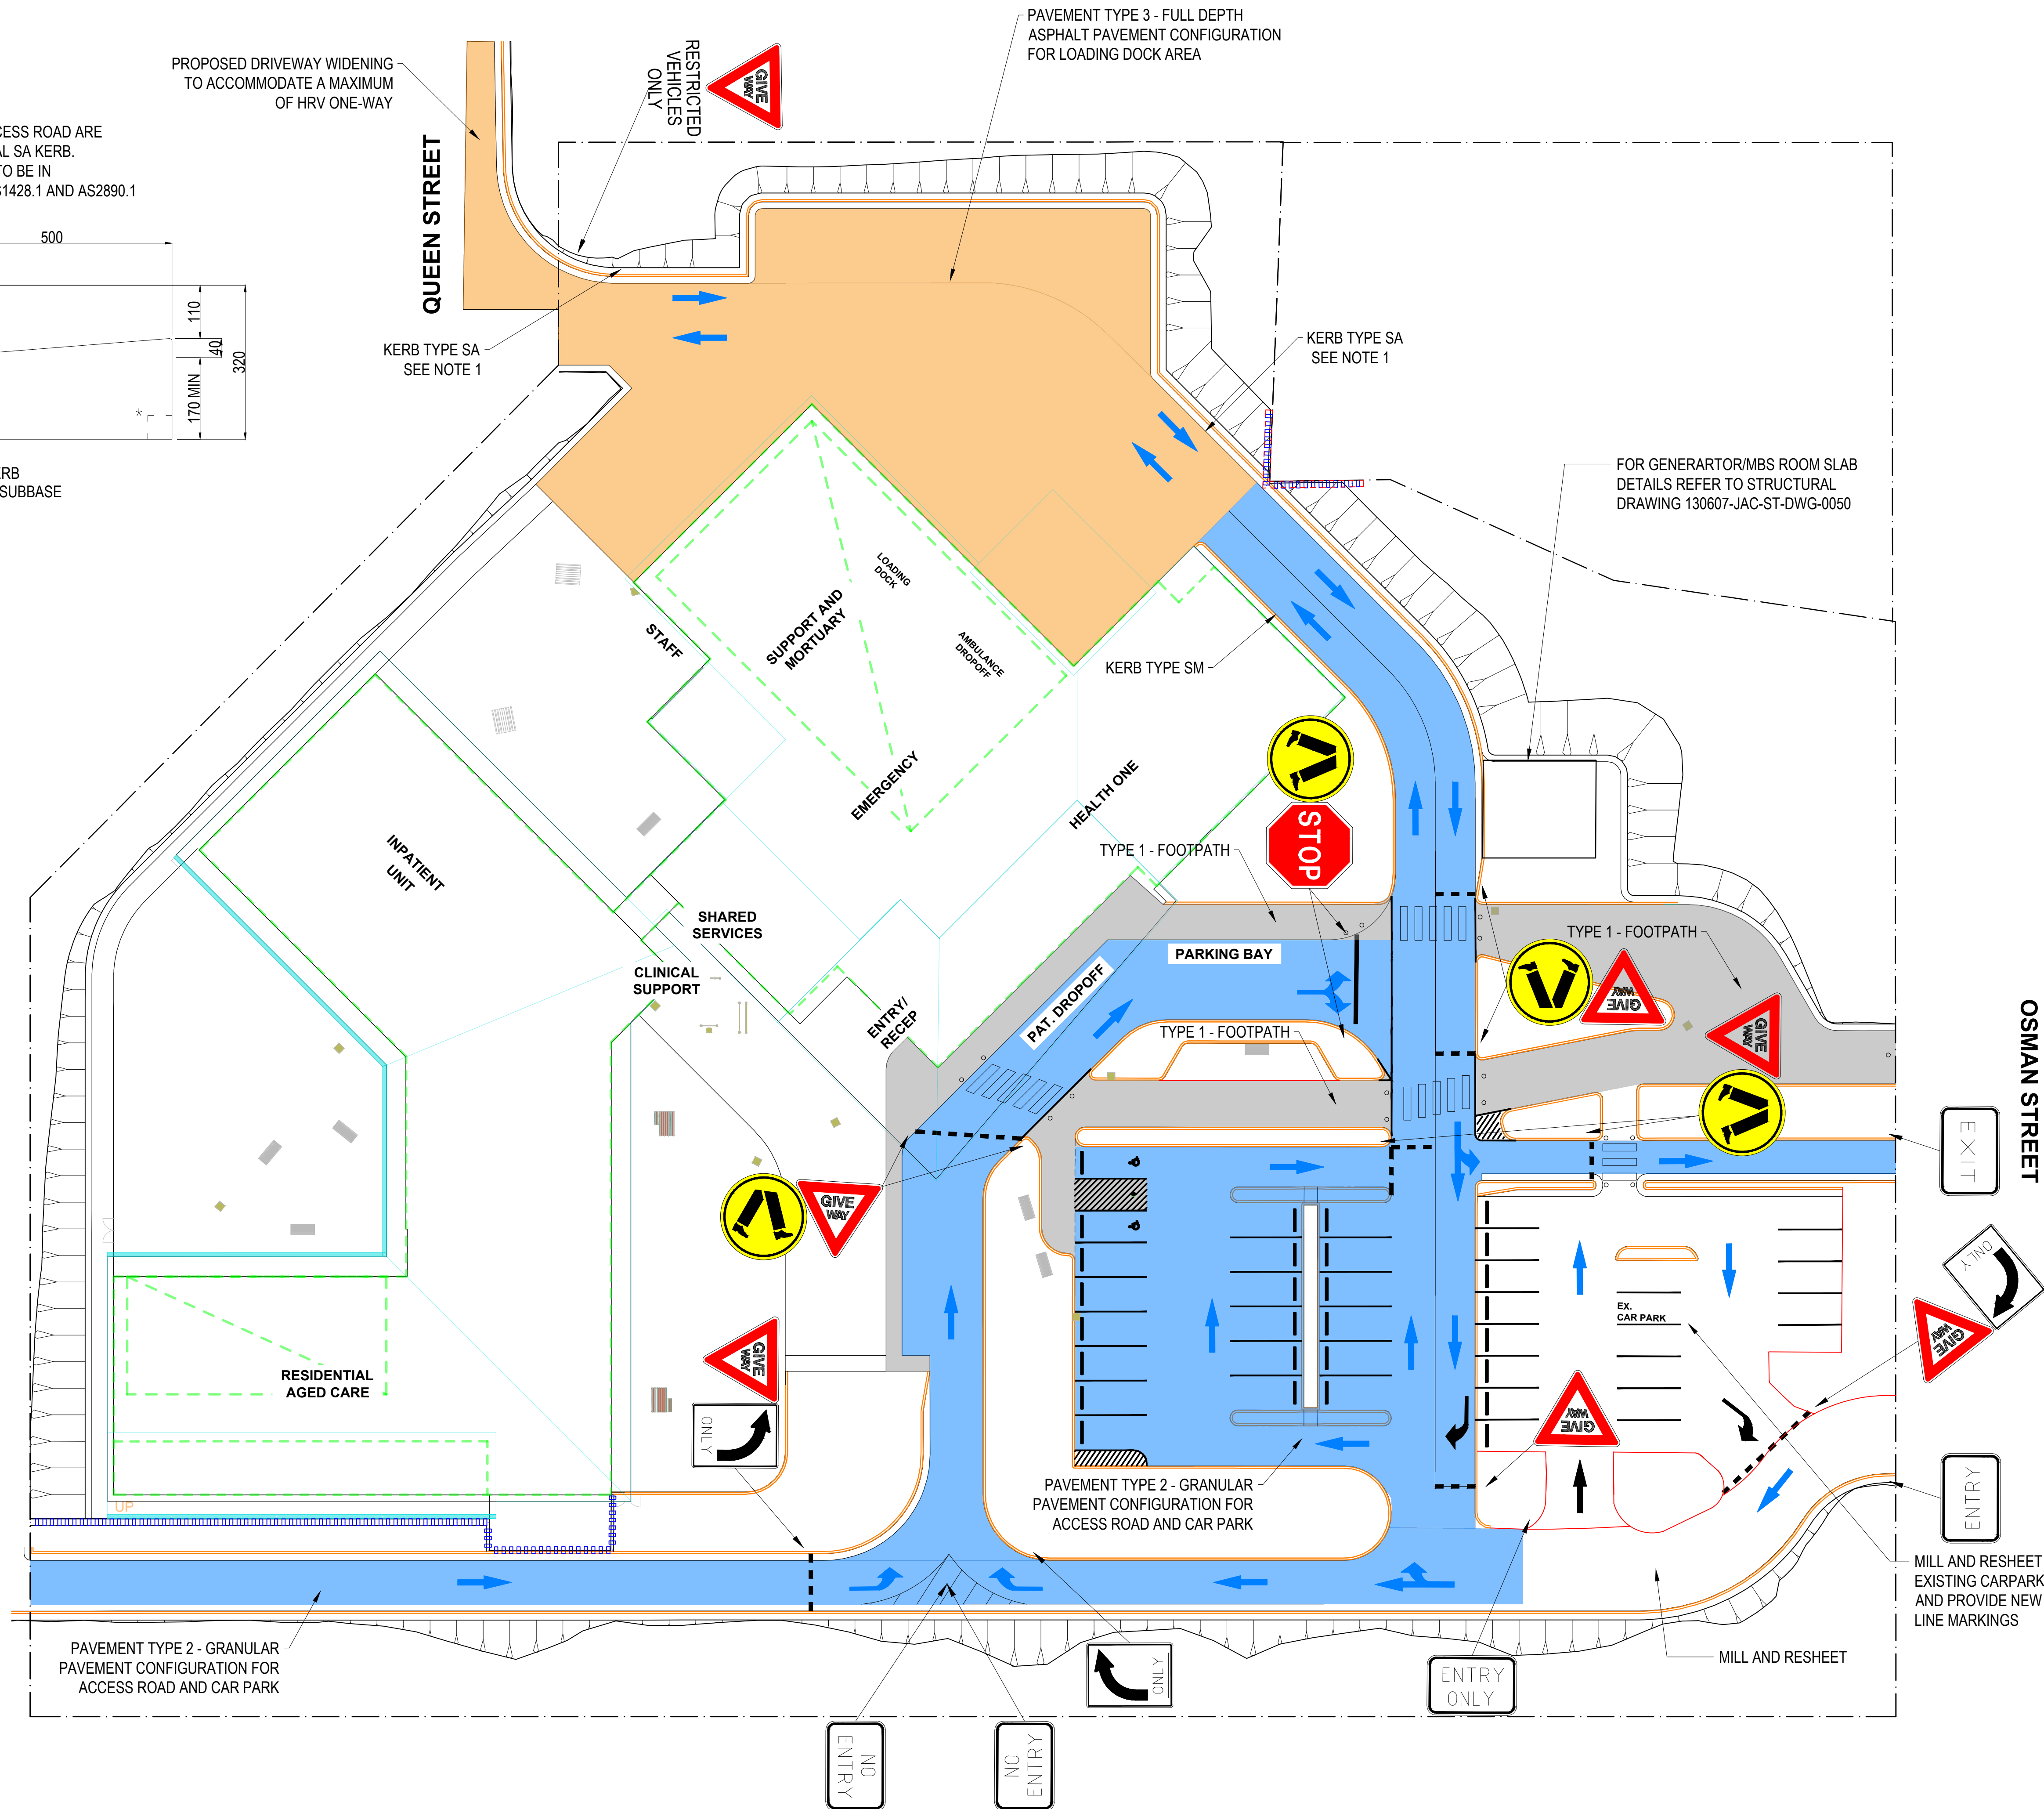 PAVEMENT TYPE 3 - FULL DEPTH
ASPHALT PAVEMENT CONFIGURATION
FOR LOADING DOCK AREA
PROPOSED DRIVEWAY WIDENING
TO ACCOMMODATE A MAXIMUM
OF HRV ONE-WAY
RESTRICTED
VEHICLES
ONLY
GIVE
WAY
CESS ROAD ARE
AL SA KERB.
TO BE IN
S1428.1 AND AS2890.1
500
110
40
320
170 MIN
*
ERB
SUBBASE
QUEEN STREET
KERB TYPE SA
SEE NOTE 1
KERB TYPE SA
SEE NOTE 1
FOR GENERARTOR/MBS ROOM SLAB
DETAILS REFER TO STRUCTURAL
DRAWING 130607-JAC-ST-DWG-0050
LOADING
DOCK
SUPPORT AND
MORTUARY
STAFF
AMBULANCE
DROPOFF
KERB TYPE SM
EMERGENCY
HEALTH ONE
INPATIENT
UNIT
STOP
TYPE 1 - FOOTPATH
SHARED
SERVICES
TYPE 1 - FOOTPATH
PARKING BAY
CLINICAL
SUPPORT
PAT. DROPOFF
ENTRY/
RECEP
TYPE 1 - FOOTPATH
GIVE
WAY
GIVE
WAY
OSMAN STREET
EXIT
GIVE
WAY
ONLY
GIVE
WAY
EX.
CAR PARK
GIVE
WAY
ONLY
RESIDENTIAL
AGED CARE
GIVE
WAY
UP
PAVEMENT TYPE 2 - GRANULAR
PAVEMENT CONFIGURATION FOR
ACCESS ROAD AND CAR PARK
ENTRY
MILL AND RESHEET
EXISTING CARPARK
AND PROVIDE NEW
LINE MARKINGS
PAVEMENT TYPE 2 - GRANULAR
PAVEMENT CONFIGURATION FOR
ACCESS ROAD AND CAR PARK
MILL AND RESHEET
ONLY
ENTRY
ONLY
NO
ENTRY
NO
ENTRY